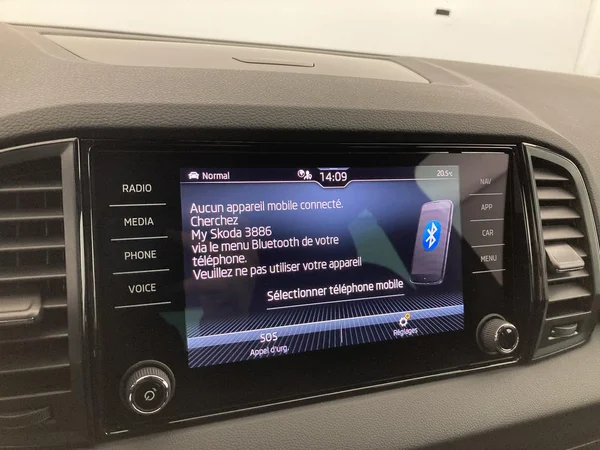 RADIO
MEDIA
PHONE
VOICE
Normal
14:09
20.5°C
Aucun appareil mobile connecté.
Cherchez
My Skoda 3886
via le menu Bluetooth de votre
téléphone.
Veuillez ne pas utiliser votre appareil
Sélectionner téléphone mobile
SOS
Appel d'urg.
Réglages
NAV
APP
CAR
MENU